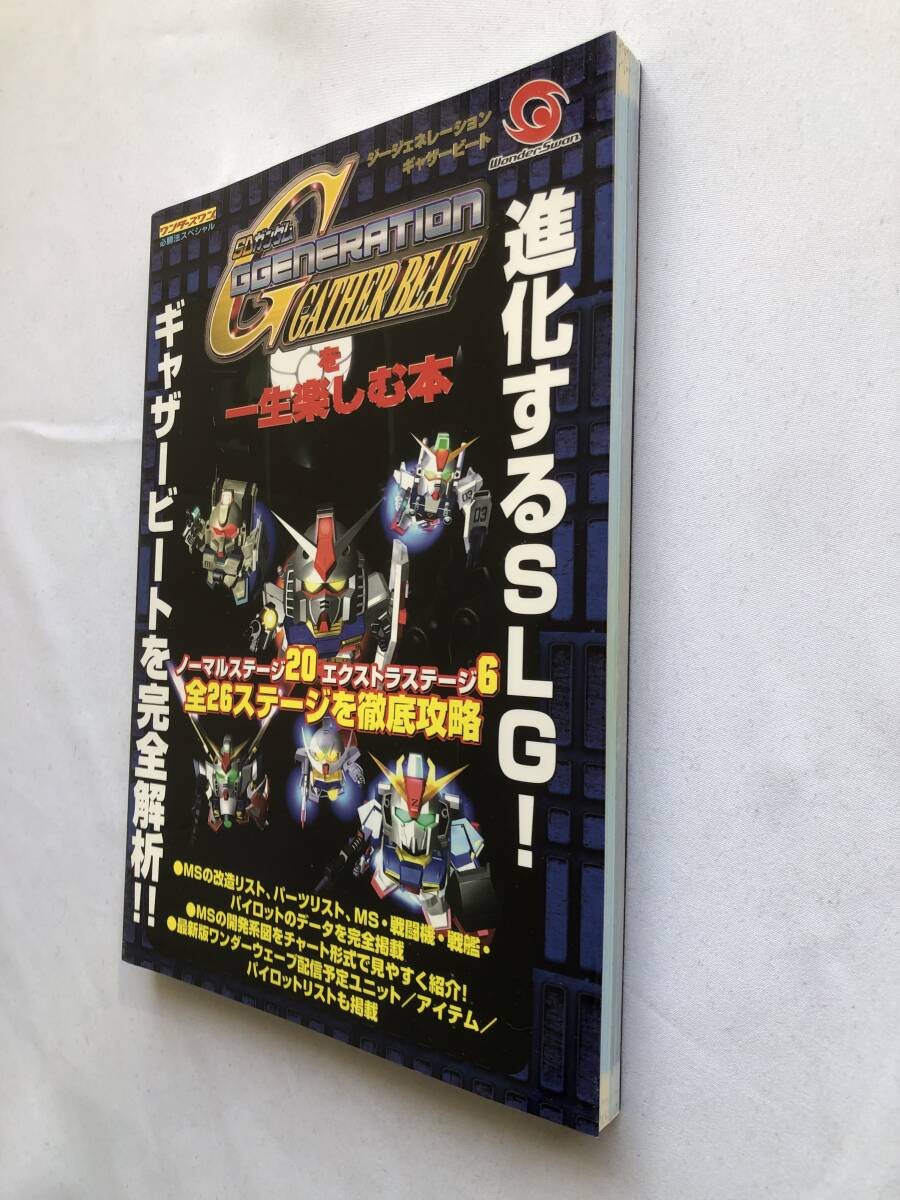 ジージェネレーション
ギャザービート
WonderSwan
ワンダースワン
必勝法スペシャル
SDガンダム
GGENERATION
GATHER BEAT
を
一生楽しむ本
進化するSLG!
ギャザービートを完全解析!!
03
03
ノーマルステージ20 エクストラステージ6
全26ステージを徹底攻略
●MSの改造リスト、パーツリスト、MS・戦闘機・戦艦・
パイロットのデータを完全掲載
●MSの開発系図をチャート形式で見やすく紹介!
●最新版ワンダーウェーブ配信予定ユニット/アイテム/
パイロットリストも掲載